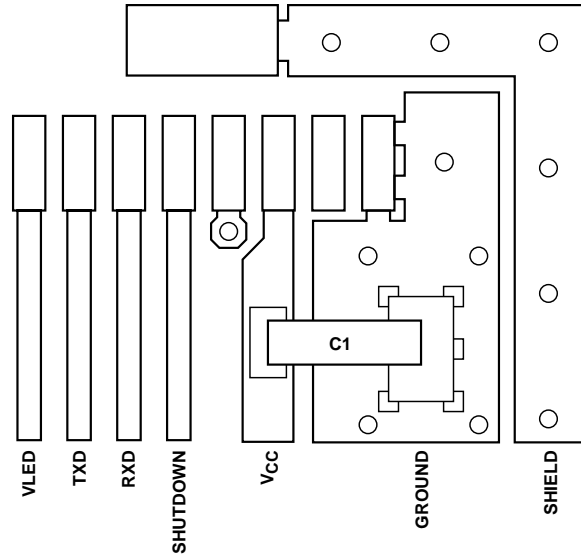 C1
VLED
TXD
RXD
SHUTDOWN
VCC
GROUND
SHIELD